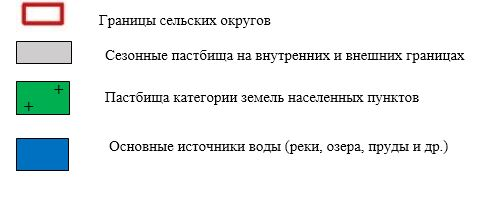 Границы сельских округов
Сезонные пастбища на внутренних и внешних границах
Пастбища категории земель населенных пунктов
Основные источники воды (реки, озера, пруды и др.)